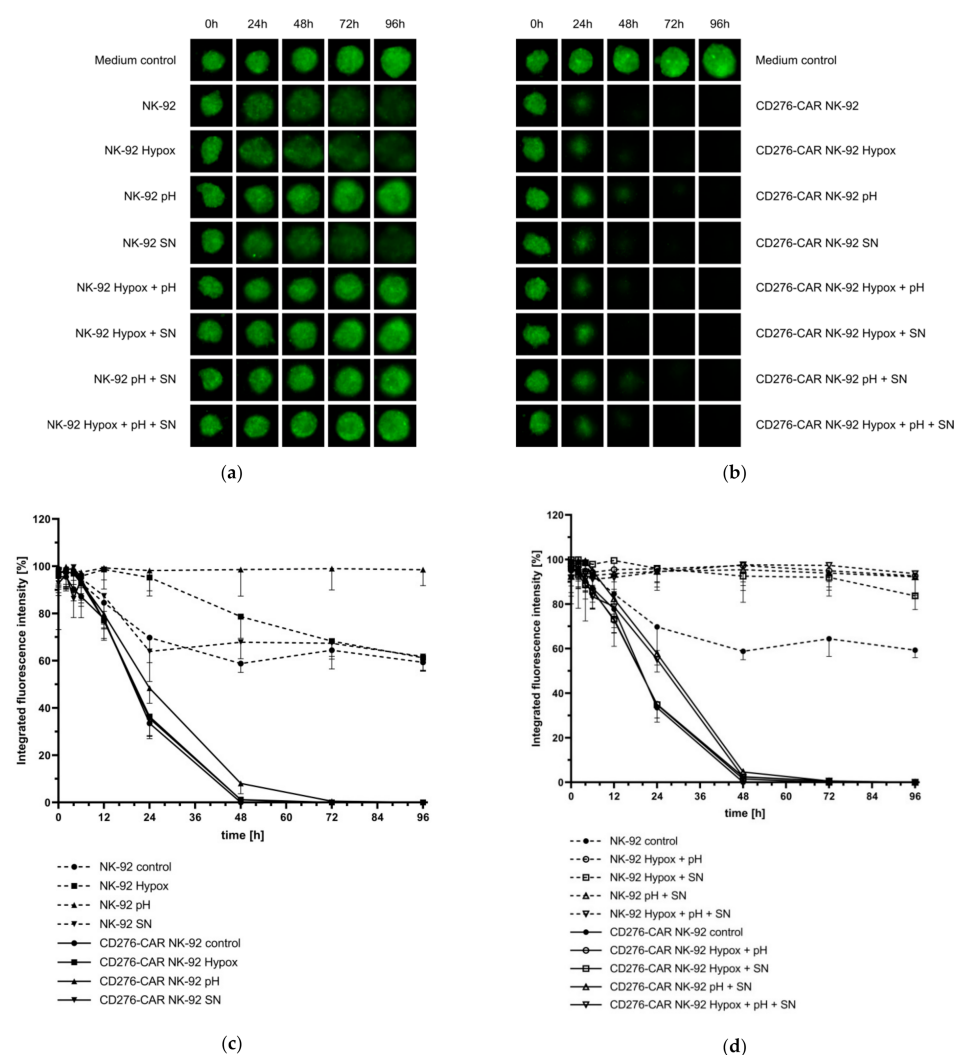 0h 24h 48h 72h 96h
Medium control
NK-92
NK-92 Hypox
NK-92 pH
NK-92 SN
NK-92 Hypox + pH
NK-92 Hypox + SN
NK-92 pH + SN
NK-92 Hypox + pH + SN
(a)
0h 24h 48h 72h 96h
Medium control
CD276-CAR NK-92
CD276-CAR NK-92 Hypox
CD276-CAR NK-92 pH
CD276-CAR NK-92 SN
CD276-CAR NK-92 Hypox + pH
CD276-CAR NK-92 Hypox + SN
CD276-CAR NK-92 pH + SN
CD276-CAR NK-92 Hypox + pH + SN
(b)
Integrated fluorescence intensity [%]
120
100
80
60
40
20
0
0 12 24 36 48 60 72 84 96
time [h]
NK-92 control
NK-92 Hypox
NK-92 pH
NK-92 SN
CD276-CAR NK-92 control
CD276-CAR NK-92 Hypox
CD276-CAR NK-92 pH
CD276-CAR NK-92 SN
(c)
Integrated fluorescence intensity [%]
120
100
80
60
40
20
0
0 12 24 36 48 60 72 84 96
time [h]
NK-92 control
NK-92 Hypox + pH
NK-92 Hypox + SN
NK-92 pH + SN
NK-92 Hypox + pH + SN
CD276-CAR NK-92 control
CD276-CAR NK-92 Hypox + pH
CD276-CAR NK-92 Hypox + SN
CD276-CAR NK-92 pH + SN
CD276-CAR NK-92 Hypox + pH + SN
(d)